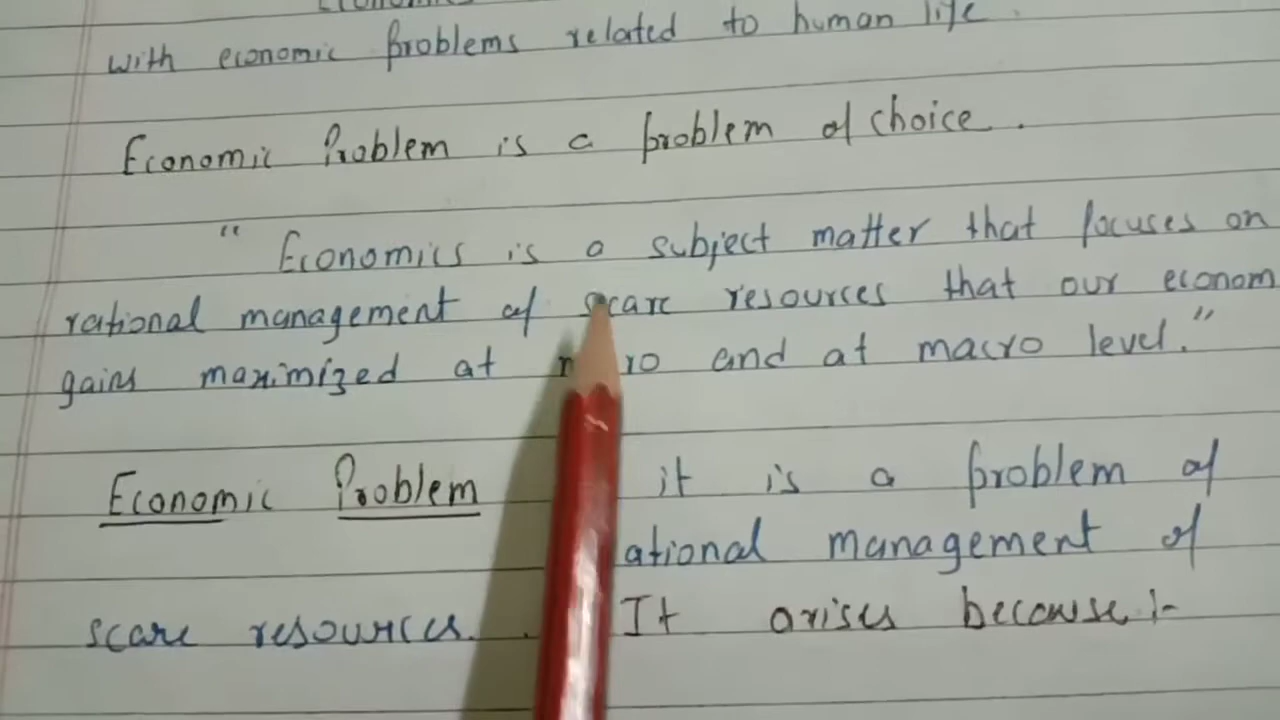 with economic problems related to human life.
Economic Problem is a problem of choice.
" Economics is a subject matter that focuses on
rational management of scarc resources that our econom
gains maximized at and at macro level."
Economic Problem it is a problem of
ational management of
scare resources. It arises because :-